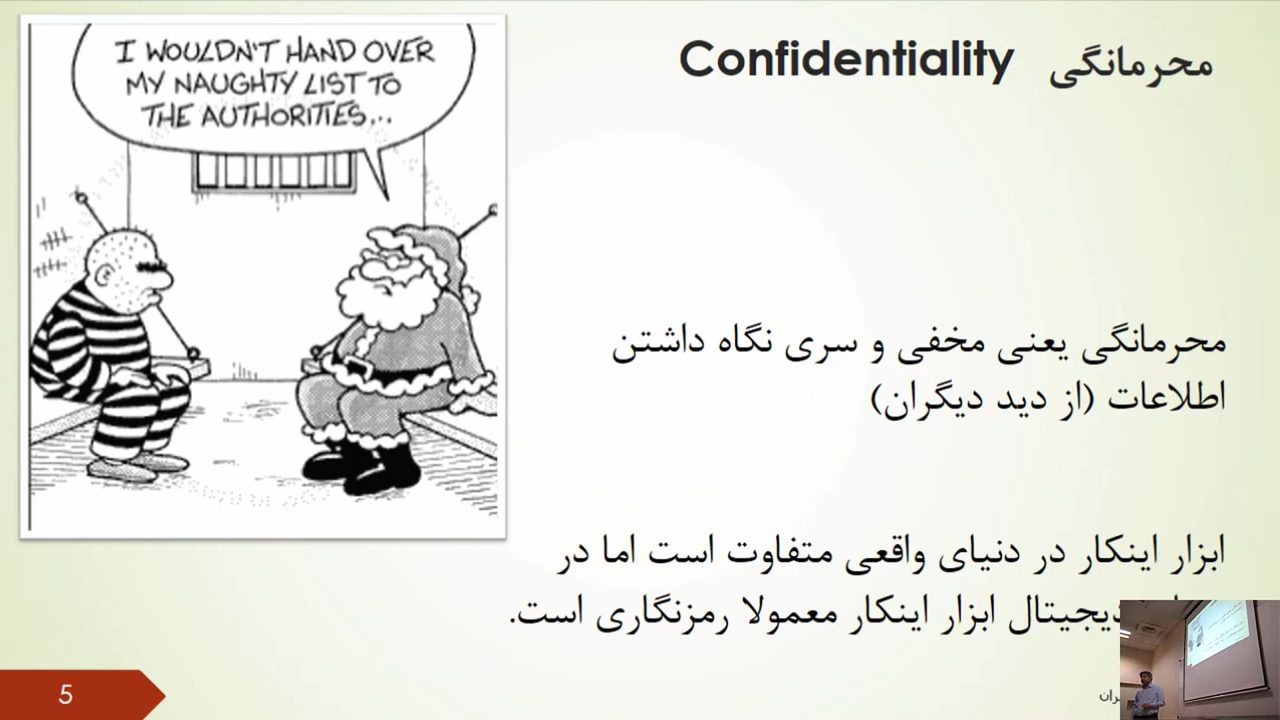 I WOULDN'T HAND OVER
MY NAUGHTY LIST TO
THE AUTHORITIES...
محرمانگی Confidentiality
محرمانگی یعنی مخفی و سری نگاه داشتن
اطلاعات (از دید دیگران)
ابزار اینکار در دنیای واقعی متفاوت است اما در
دیجیتال ابزار اینکار معمولا رمزنگاری است.
5